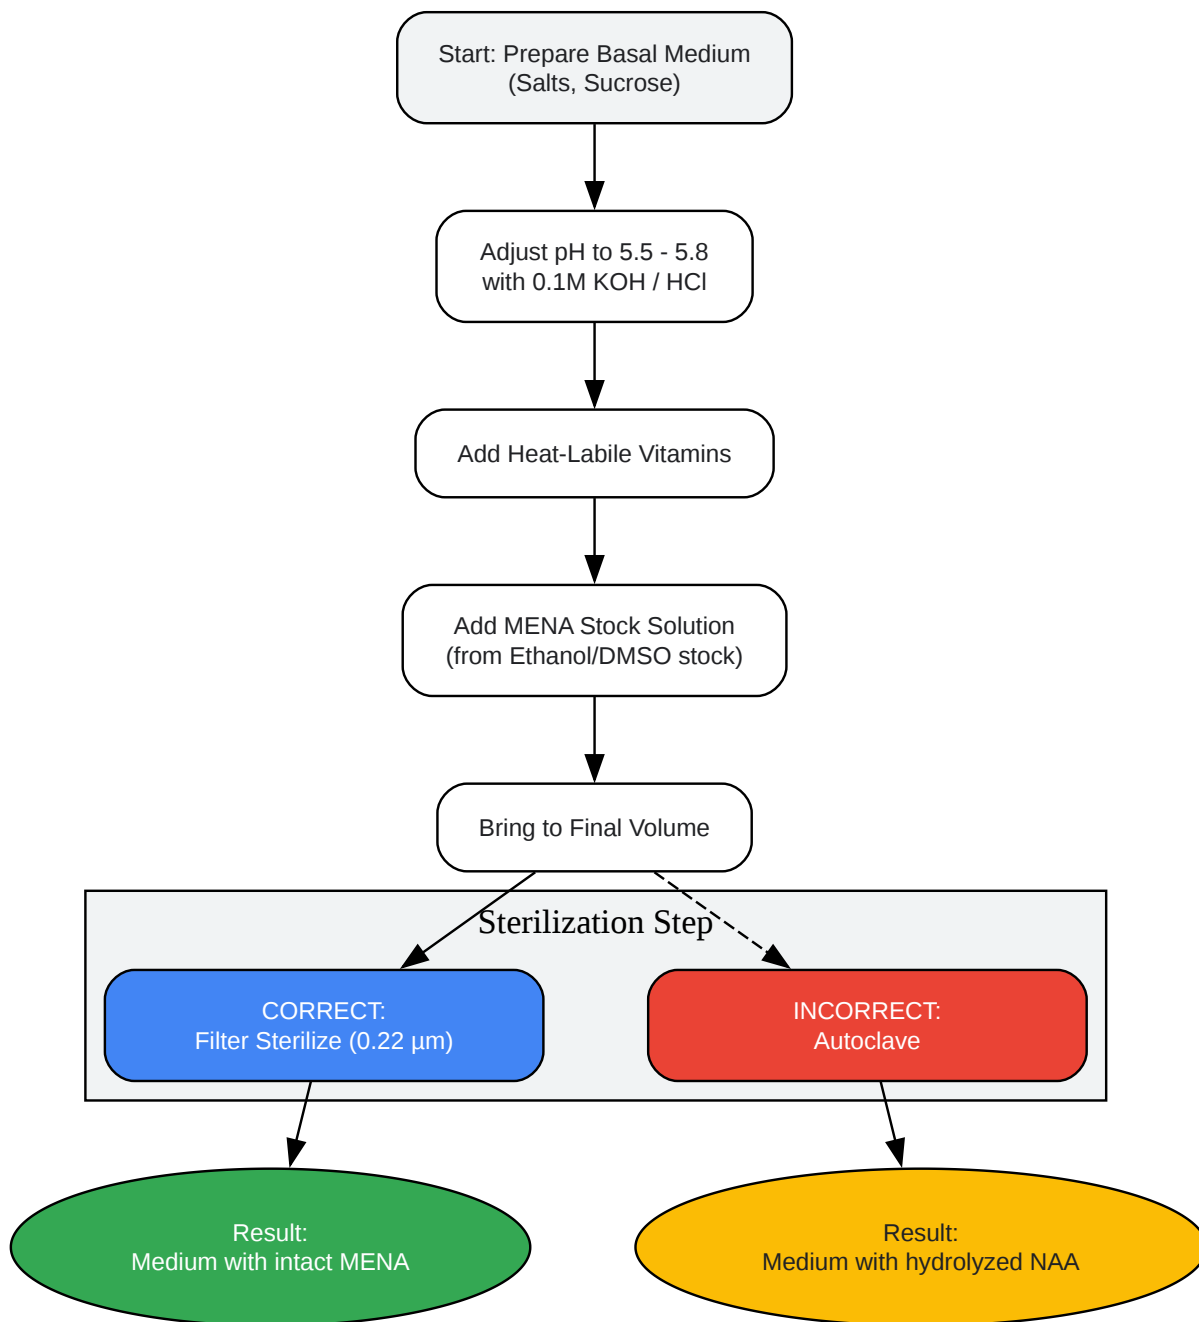 Start: Prepare Basal Medium
(Salts, Sucrose)
Adjust pH to 5.5 - 5.8
with 0.1M KOH / HCl
Add Heat-Labile Vitamins
Add MENA Stock Solution
(from Ethanol/DMSO stock)
Bring to Final Volume
Sterilization Step
CORRECT:
Filter Sterilize (0.22 µm)
INCORRECT:
Autoclave
Result:
Medium with intact MENA
Result:
Medium with hydrolyzed NAA